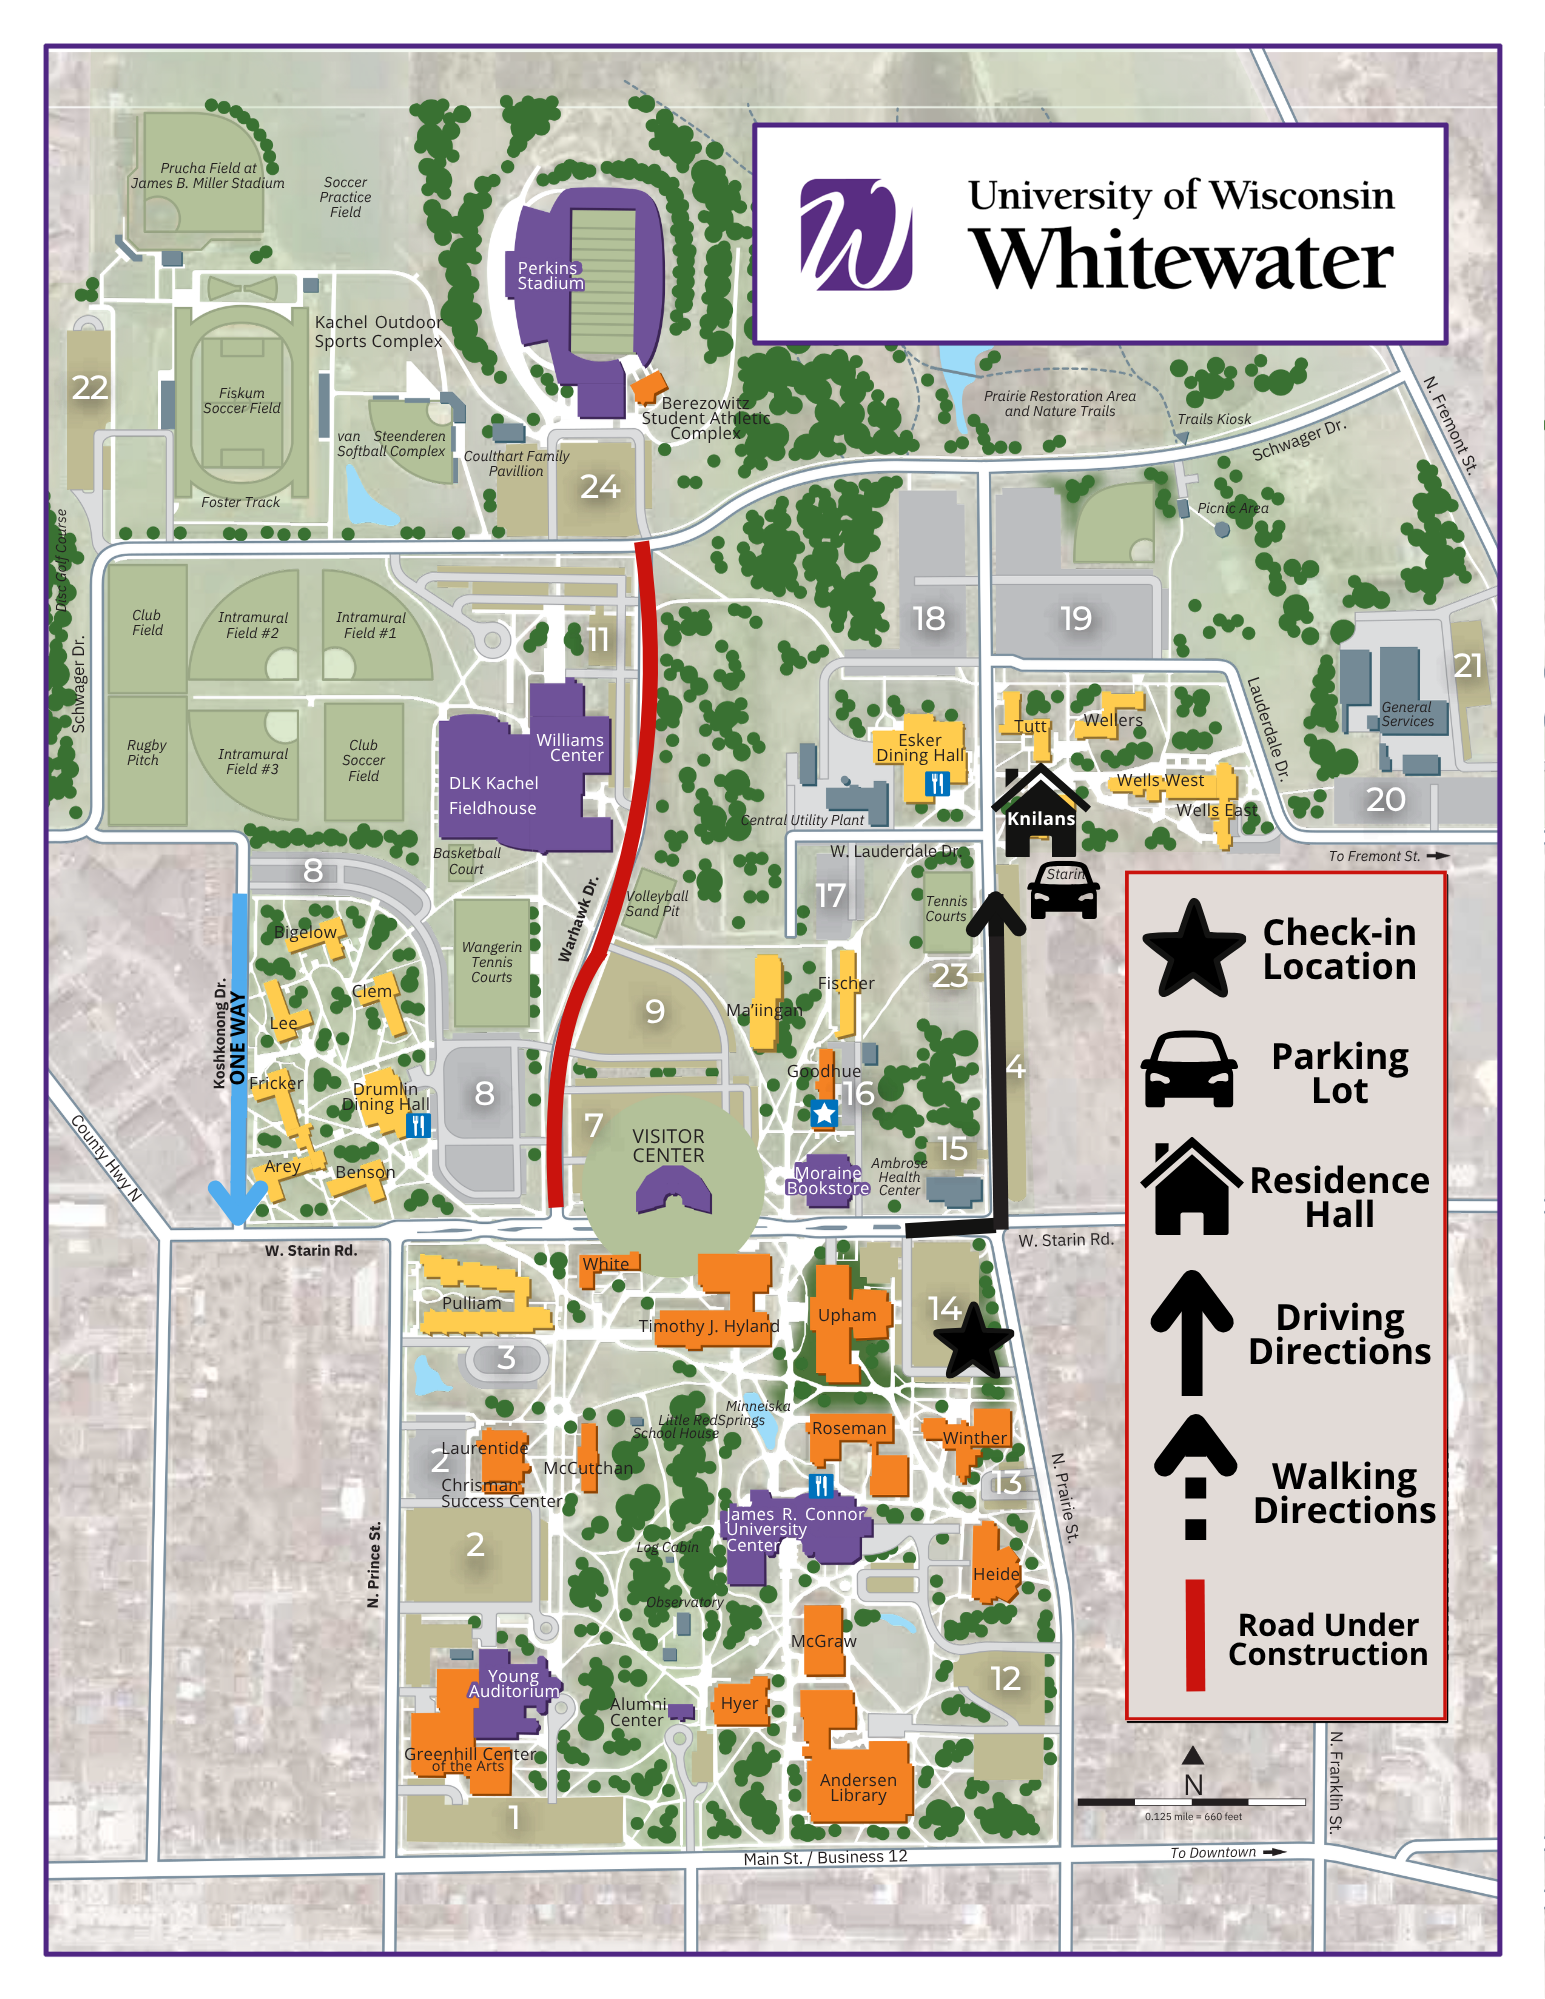 University of Wisconsin
Whitewater
Prucha Field at
James B. Miller Stadium
Soccer
Practice
Field
Perkins
Stadium
Kachel Outdoor
Sports Complex
22
Fiskum
Soccer Field
van Steenderen
Softball Complex
Foster Track
Coulthart Family
Pavillion
Berezowitz
Student Athletic
Complex
24
Prairie Restoration Area
and Nature Trails
Trails Kiosk
Schwager Dr.
N. Fremont St.
Picnic Area
Disc Golf Course
Schwager Dr.
Club
Field
Intramural
Field #2
Intramural
Field #1
11
18
19
21
General
Services
Lauderdale Dr.
Rugby
Pitch
Intramural
Field #3
Club
Soccer
Field
Williams
Center
DLK Kachel
Fieldhouse
Esker
Dining Hall
Tutt
Wellers
Wells West
Wells East
20
Knilans
Central Utility Plant
W. Lauderdale Dr.
To Fremont St.
Starin
8
Basketball
Court
Volleyball
Sand Pit
Warhawk Dr.
17
Tennis
Courts
Bigelow
Wangerin
Tennis
Courts
Clem
Lee
Koshkonong Dr.
ONE WAY
9
Ma'iingan
Fischer
23
Fricker
Drumlin
Dining Hall
8
Goodhue
16
4
7
VISITOR
CENTER
Moraine
Bookstore
Ambrose
Health
Center
15
Arey
Benson
County Hwy N
W. Starin Rd.
W. Starin Rd.
White
Pulliam
Timothy J. Hyland
Upham
14
3
Minneiska
Springs
Little Red
School House
Roseman
Winther
Laurentide
2
McCutchan
Chrisman
Success Center
13
N. Prairie St.
James R. Connor
University
Center
2
Log Cabin
Heide
N. Prince St.
Observatory
McGraw
12
Young
Auditorium
Alumni
Center
Hyer
Greenhill Center
of the Arts
Andersen
Library
1
Main St. / Business 12
To Downtown
N. Franklin St.
N
0.125 mile = 660 feet
Check-in
Location
Parking
Lot
Residence
Hall
Driving
Directions
Walking
Directions
Road Under
Construction